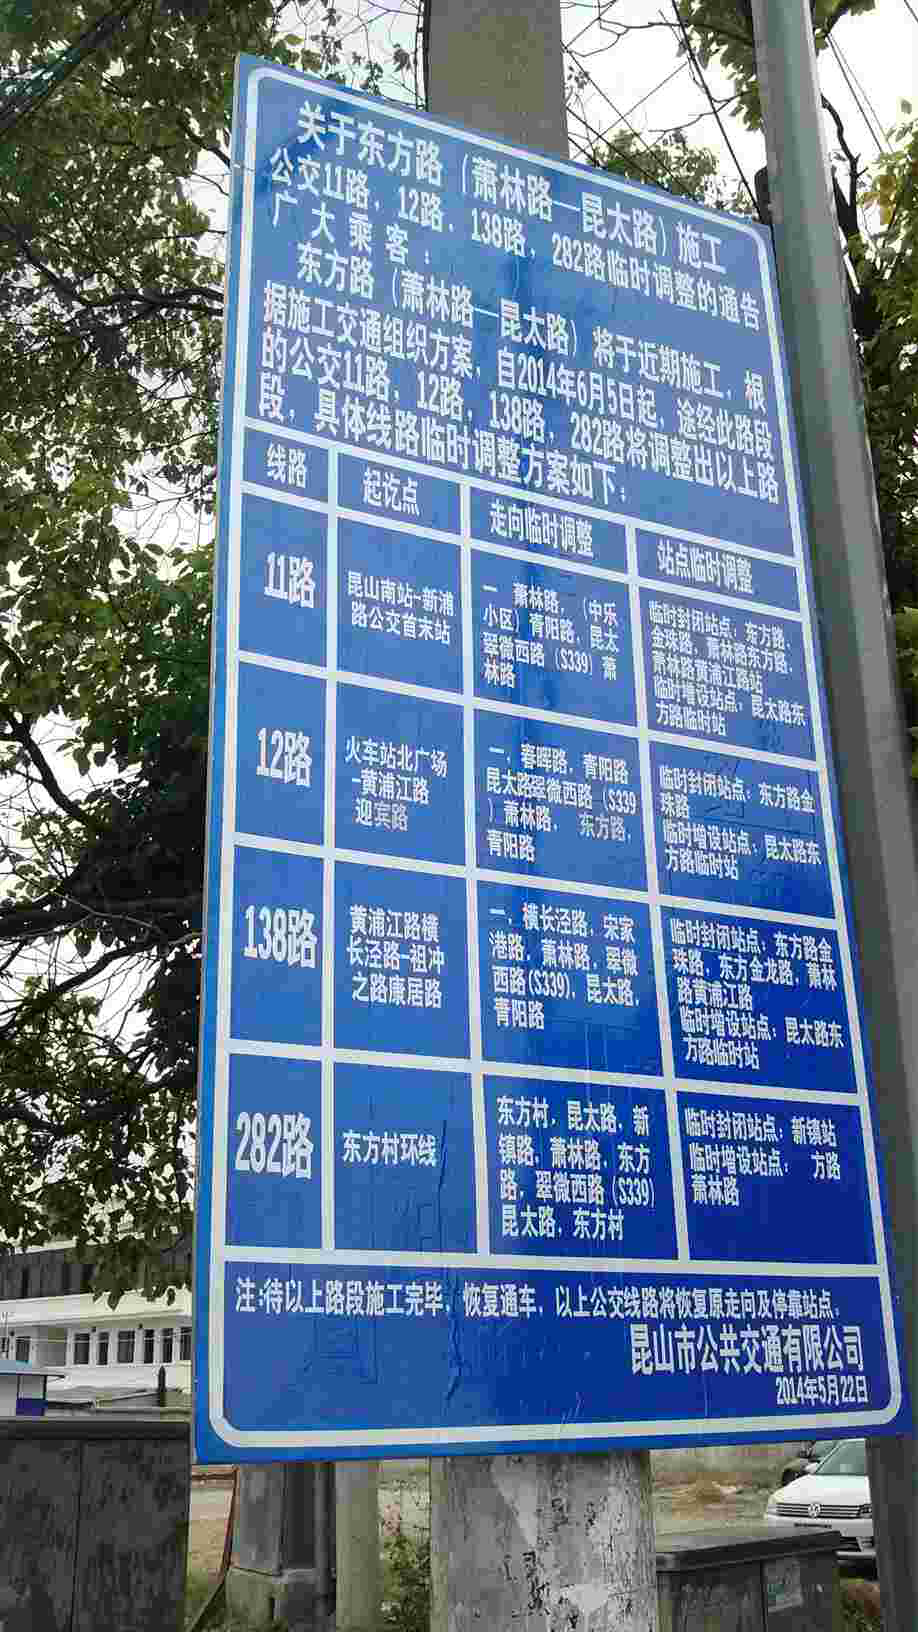 关于东方路(萧林路—昆太路)施工
公交11路,12路,138路,282路临时调整的通告
广大乘客:
东方路(萧林路—昆太路)将于近期施工,根
据施工交通组织方案,自2014年6月5日起,途经此路段
的公交11路,12路,138路,282路将调整出以上路
段,具体线路临时调整方案如下:
线路
起讫点
走向临时调整
站点临时调整
11路
昆山南站-新浦
路公交首末站
一 萧林路,(中乐
小区)青阳路,昆太
翠微西路(S339)萧
林路
临时封闭站点:东方路,
金珠路,萧林路东方路,
萧林路黄浦江路站
临时增设站点:昆太路东
方路临时站
12路
火车站北广场
-黄浦江路
迎宾路
一,春晖路,青阳路
昆太路翠微西路(S339
)萧林路, 东方路,
青阳路
临时封闭站点:东方路金
珠路
临时增设站点:昆太路东
方路临时站
138路
黄浦江路横
长泾路-祖冲
之路康居路
一,横长泾路,宋家
港路,萧林路,翠微
西路(S339),昆太路,
青阳路
临时封闭站点:东方路金
珠路,东方金龙路,萧林
路黄浦江路
临时增设站点:昆太路东
方路临时站
282路
东方村环线
东方村,昆太路,新
镇路,萧林路,东方
路,翠微西路(S339)
昆太路,东方村
临时封闭站点:新镇站
临时增设站点: 方路
萧林路
注:待以上路段施工完毕,恢复通车,以上公交线路将恢复原走向及停靠站点.
昆山市公共交通有限公司
2014年5月22日